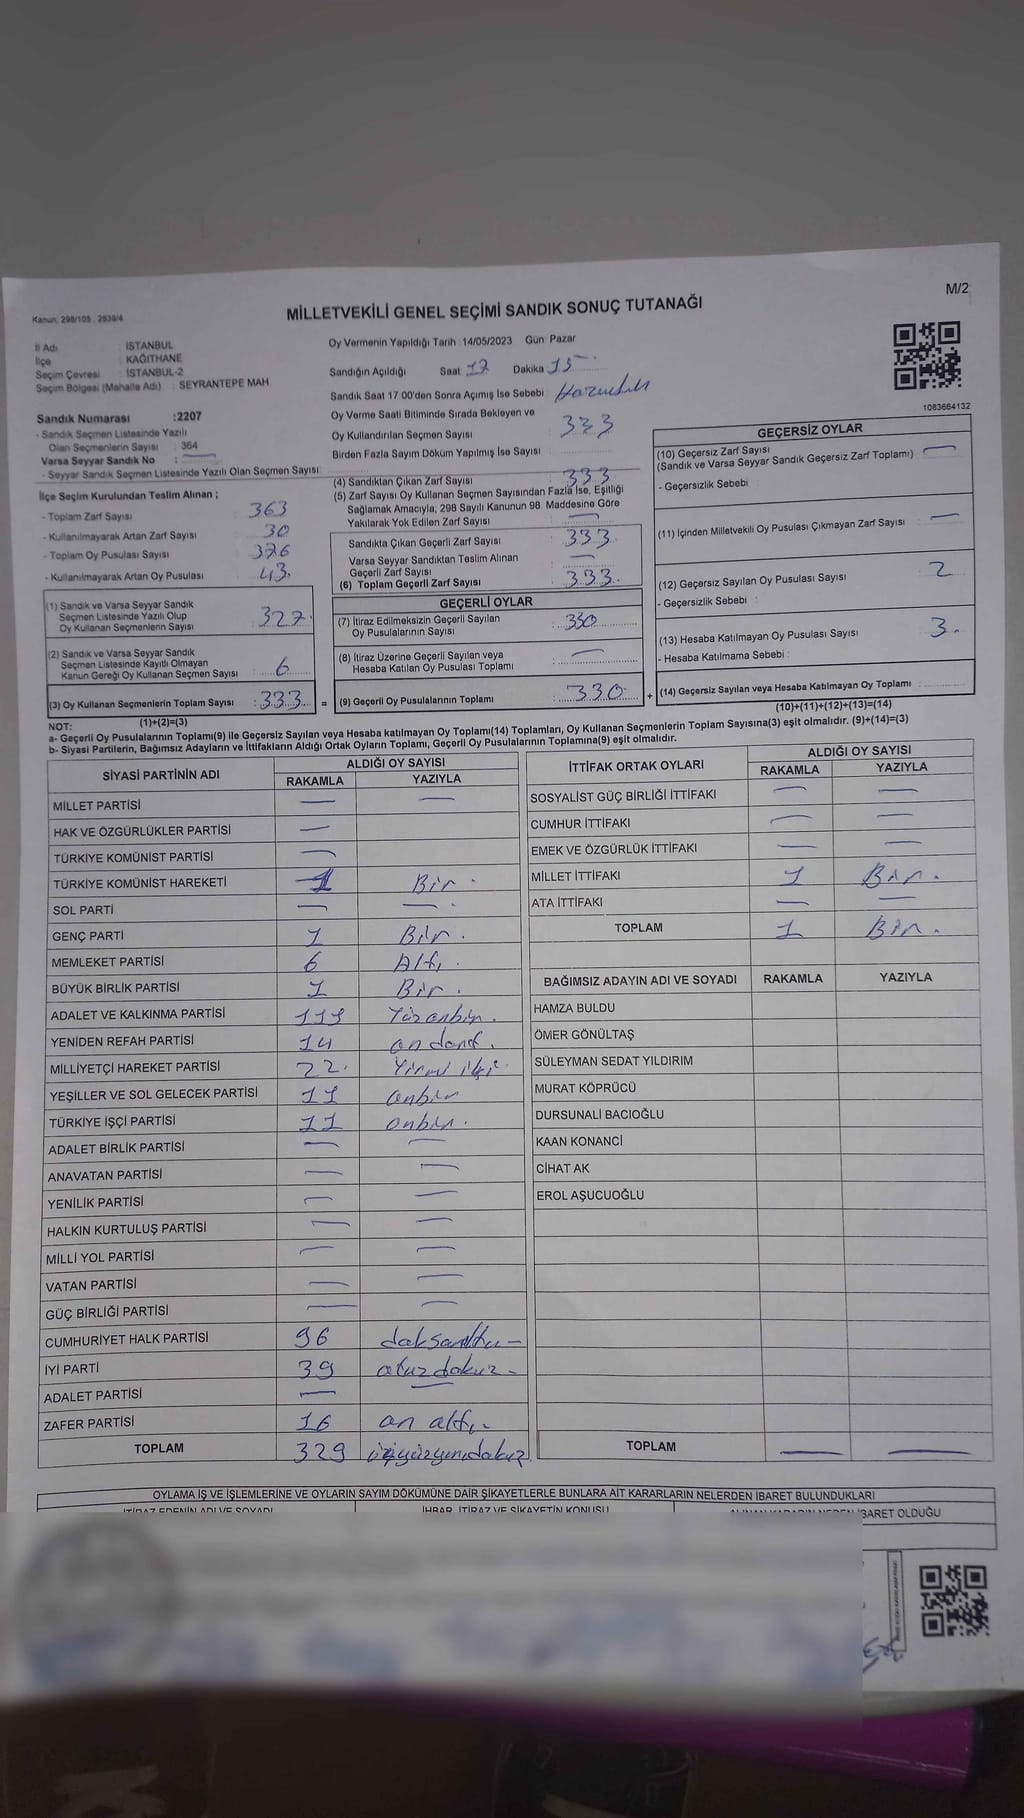 M/2
Kanun: 298/105 , 2839/4
MİLLETVEKİLİ GENEL SEÇİMİ SANDIK SONUÇ TUTANAĞI
İl Adı : İSTANBUL
İlçe : KAĞITHANE
Seçim Çevresi : İSTANBUL-2
Seçim Bölgesi (Mahalle Adı) : SEYRANTEPE MAH.
Sandık Numarası :2207
- Sandık Seçmen Listesinde Yazılı
Olan Seçmenlerin Sayısı : 364
Varsa Seyyar Sandık No : —
- Seyyar Sandık Seçmen Listesinde Yazılı Olan Seçmen Sayısı:
Oy Vermenin Yapıldığı Tarih :14/05/2023 Gün: Pazar
Sandığın Açıldığı Saat: 17 Dakika 15
Sandık Saat 17.00'den Sonra Açımış İse Sebebi
Oy Verme Saati Bitiminde Sırada Bekleyen ve
Oy Kullandırılan Seçmen Sayısı : 333
Birden Fazla Sayım Döküm Yapılmış İse Sayısı :
1083664132
İlçe Seçim Kurulundan Teslim Alınan ;
- Toplam Zarf Sayısı : 363
- Kullanılmayarak Artan Zarf Sayısı : 30
- Toplam Oy Pusulası Sayısı : 376
- Kullanılmayarak Artan Oy Pusulası : 43.
(1) Sandık ve Varsa Seyyar Sandık
Seçmen Listesinde Yazılı Olup
Oy Kullanan Seçmenlerin Sayısı : 327.
(2) Sandık ve Varsa Seyyar Sandık
Seçmen Listesinde Kayıtlı Olmayan
Kanun Gereği Oy Kullanan Seçmen Sayısı : 6
(3) Oy Kullanan Seçmenlerin Toplam Sayısı : 333 =
(1)+(2)=(3)
(4) Sandıktan Çıkan Zarf Sayısı : 333
(5) Zarf Sayısı Oy Kullanan Seçmen Sayısından Fazla İse, Eşitliği
Sağlamak Amacıyla, 298 Sayılı Kanunun 98. Maddesine Göre
Yakılarak Yok Edilen Zarf Sayısı : —
Sandıkta Çıkan Geçerli Zarf Sayısı : 333
Varsa Seyyar Sandıktan Teslim Alınan
Geçerli Zarf Sayısı : —
(6) Toplam Geçerli Zarf Sayısı : 333
GEÇERLİ OYLAR
(7) İtiraz Edilmeksizin Geçerli Sayılan
Oy Pusulalarının Sayısı : 330
(8) İtiraz Üzerine Geçerli Sayılan veya
Hesaba Katılan Oy Pusulası Toplamı : —
(9) Geçerli Oy Pusulalarının Toplamı : 330 +
GEÇERSİZ OYLAR
(10) Geçersiz Zarf Sayısı
(Sandık ve Varsa Seyyar Sandık Geçersiz Zarf Toplamı) : —
- Geçersizlik Sebebi :
(11) İçinden Milletvekili Oy Pusulası Çıkmayan Zarf Sayısı : —
(12) Geçersiz Sayılan Oy Pusulası Sayısı : 2
- Geçersizlik Sebebi :
(13) Hesaba Katılmayan Oy Pusulası Sayısı : 3.
- Hesaba Katılmama Sebebi :
(14) Geçersiz Sayılan veya Hesaba Katılmayan Oy Toplamı :
(10)+(11)+(12)+(13)=(14)
NOT:
a- Geçerli Oy Pusulaları Toplamı(9) ile Geçersiz Sayılan veya Hesaba katılmayan Oy Toplamı(14) Toplamları, Oy Kullanan Seçmenlerin Toplam Sayısına(3) eşit olmalıdır. (9)+(14)=(3)
b- Siyasi Partilerin, Bağımsız Adayların ve İttifakların Aldığı Ortak Oyların Toplamı, Geçerli Oy Pusulalarının Toplamına(9) eşit olmalıdır.
SİYASİ PARTİNİN ADI ALDIĞI OY SAYISI
RAKAMLA YAZIYLA
MİLLET PARTİSİ — —
HAK VE ÖZGÜRLÜKLER PARTİSİ —
TÜRKİYE KOMÜNİST PARTİSİ —
TÜRKİYE KOMÜNİST HAREKETİ 1 Bir .
SOL PARTİ — — .
GENÇ PARTİ 1 Bir .
MEMLEKET PARTİSİ 6 Altı .
BÜYÜK BİRLİK PARTİSİ 1 Bir .
ADALET VE KALKINMA PARTİSİ 111 Yüzonbir .
YENİDEN REFAH PARTİSİ 14 on dört .
MİLLİYETÇİ HAREKET PARTİSİ 22. Yirmi iki .
YEŞİLLER VE SOL GELECEK PARTİSİ 11 onbir
TÜRKİYE İŞÇİ PARTİSİ 11 onbir .
ADALET BİRLİK PARTİSİ — —
ANAVATAN PARTİSİ — —
YENİLİK PARTİSİ — —
HALKIN KURTULUŞ PARTİSİ — —
MİLLİ YOL PARTİSİ — —
VATAN PARTİSİ — —
GÜÇ BİRLİĞİ PARTİSİ — —
CUMHURİYET HALK PARTİSİ 96 doksanaltı –
İYİ PARTİ 39 otuzdokuz –
ADALET PARTİSİ — —
ZAFER PARTİSİ 16 on altı –
TOPLAM 329 üçyüzyirmidokuz
İTTİFAK ORTAK OYLARI ALDIĞI OY SAYISI
RAKAMLA YAZIYLA
SOSYALİST GÜÇ BİRLİĞİ İTTİFAKI — —
CUMHUR İTTİFAKI — —
EMEK VE ÖZGÜRLÜK İTTİFAKI — —
MİLLET İTTİFAKI 1 Bir .
ATA İTTİFAKI — —
TOPLAM 1 Bir .
BAĞIMSIZ ADAYIN ADI VE SOYADI RAKAMLA YAZIYLA
HAMZA BULDU
ÖMER GÖNÜLTAŞ
SÜLEYMAN SEDAT YILDIRIM
MURAT KÖPRÜCÜ
DURSUNALİ BACIOĞLU
KAAN KONANCİ
CİHAT AK
EROL AŞUCUOĞLU
TOPLAM — —
OYLAMA İŞ VE İŞLEMLERİNE VE OYLARIN SAYIM DÖKÜMÜNE DAİR ŞİKAYETLERLE BUNLARA AİT KARARLARIN NELERDEN İBARET BULUNDUKLARI
İTİRAZ EDENİN ADI VE SOYADI İHBAR, İTİRAZ VE ŞİKAYETİN KONUSU ALINAN KARARIN NEDEN İBARET OLDUĞU